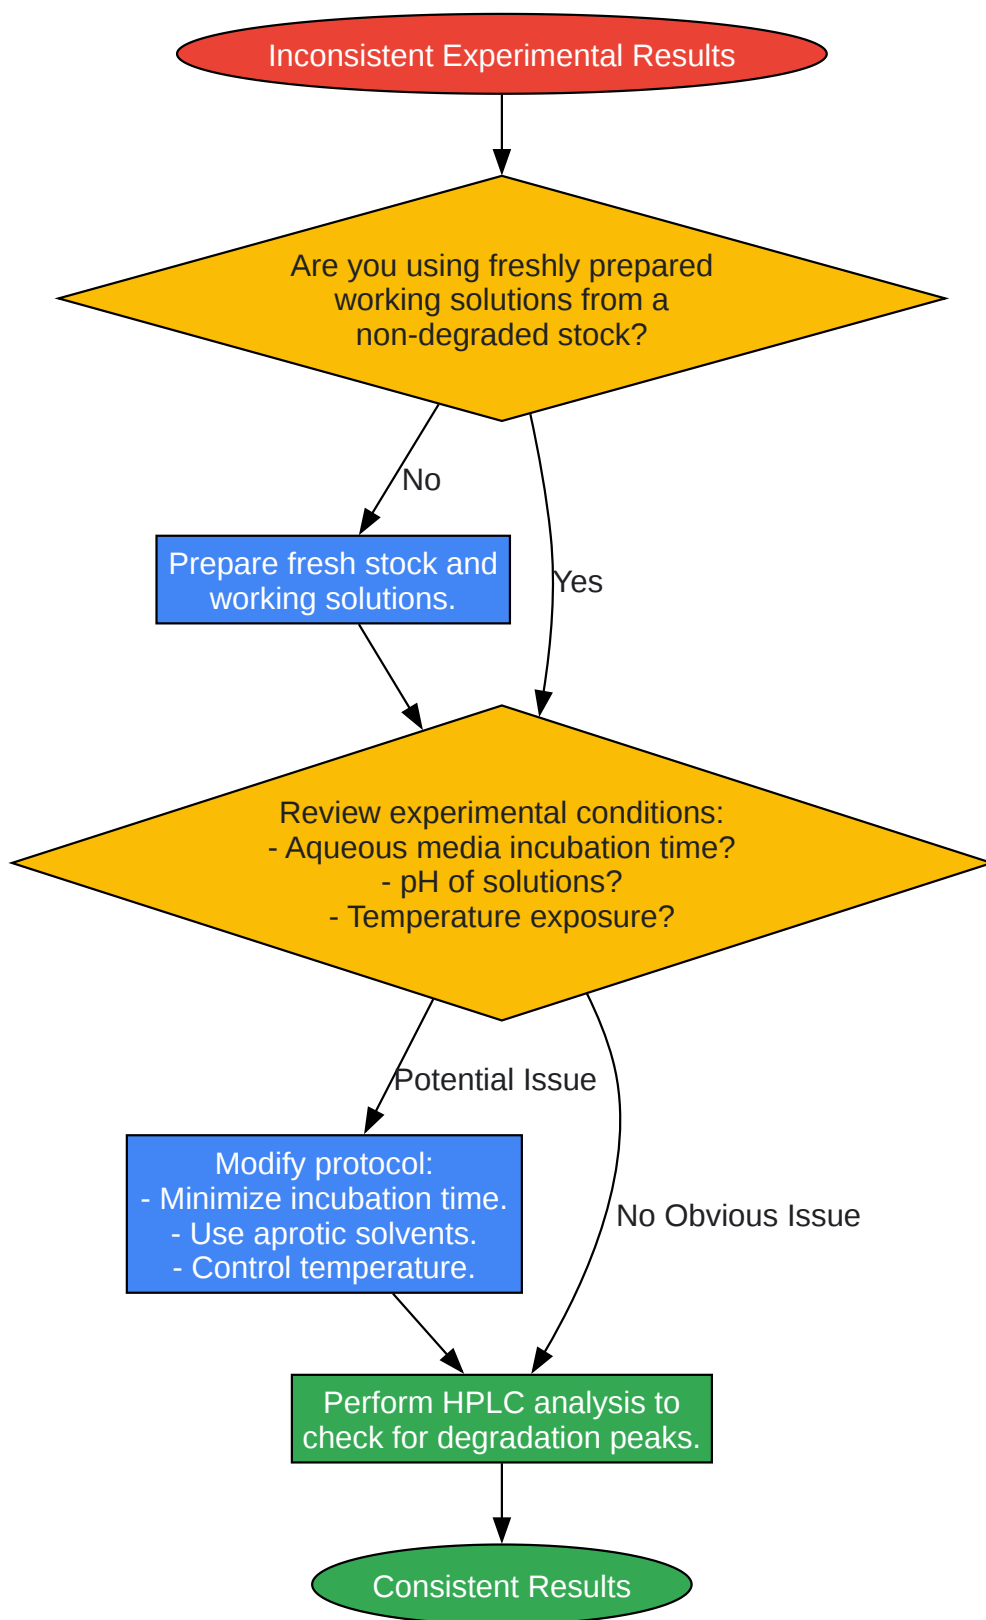 Inconsistent Experimental Results
Are you using freshly prepared
working solutions from a
non-degraded stock?
No
Yes
Prepare fresh stock and
working solutions.
Review experimental conditions:
- Aqueous media incubation time?
- pH of solutions?
- Temperature exposure?
Potential Issue
No Obvious Issue
Modify protocol:
- Minimize incubation time.
- Use aprotic solvents.
- Control temperature.
Perform HPLC analysis to
check for degradation peaks.
Consistent Results